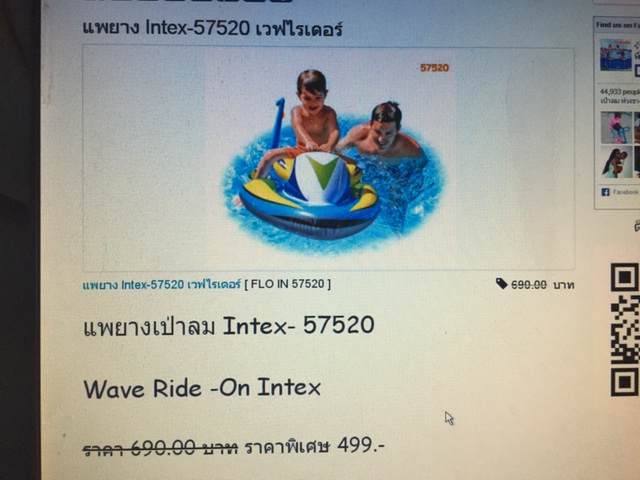 แพยาง Intex-57520 เวฟไรเดอร์
57520
แพยาง Intex-57520 เวฟไรเดอร์ [ FLO IN 57520 ]
690.00 บาท
แพยางเป่าลม Intex- 57520
Wave Ride -On Intex
ราคา 690.00 บาท ราคาพิเศษ 499.-
Find us on
44,933 people
Facebook